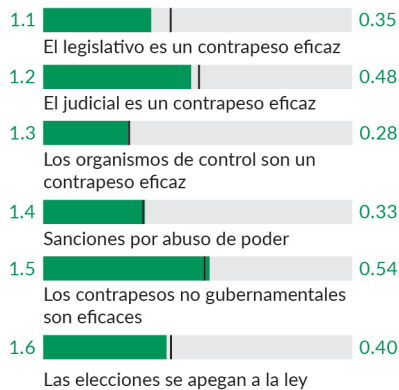 1.1 0.35
El legislativo es un contrapeso eficaz
1.2 0.48
El judicial es un contrapeso eficaz
1.3 0.28
Los organismos de control son un
contrapeso eficaz
1.4 0.33
Sanciones por abuso de poder
1.5 0.54
Los contrapesos no gubernamentales
son eficaces
1.6 0.40
Las elecciones se apegan a la ley